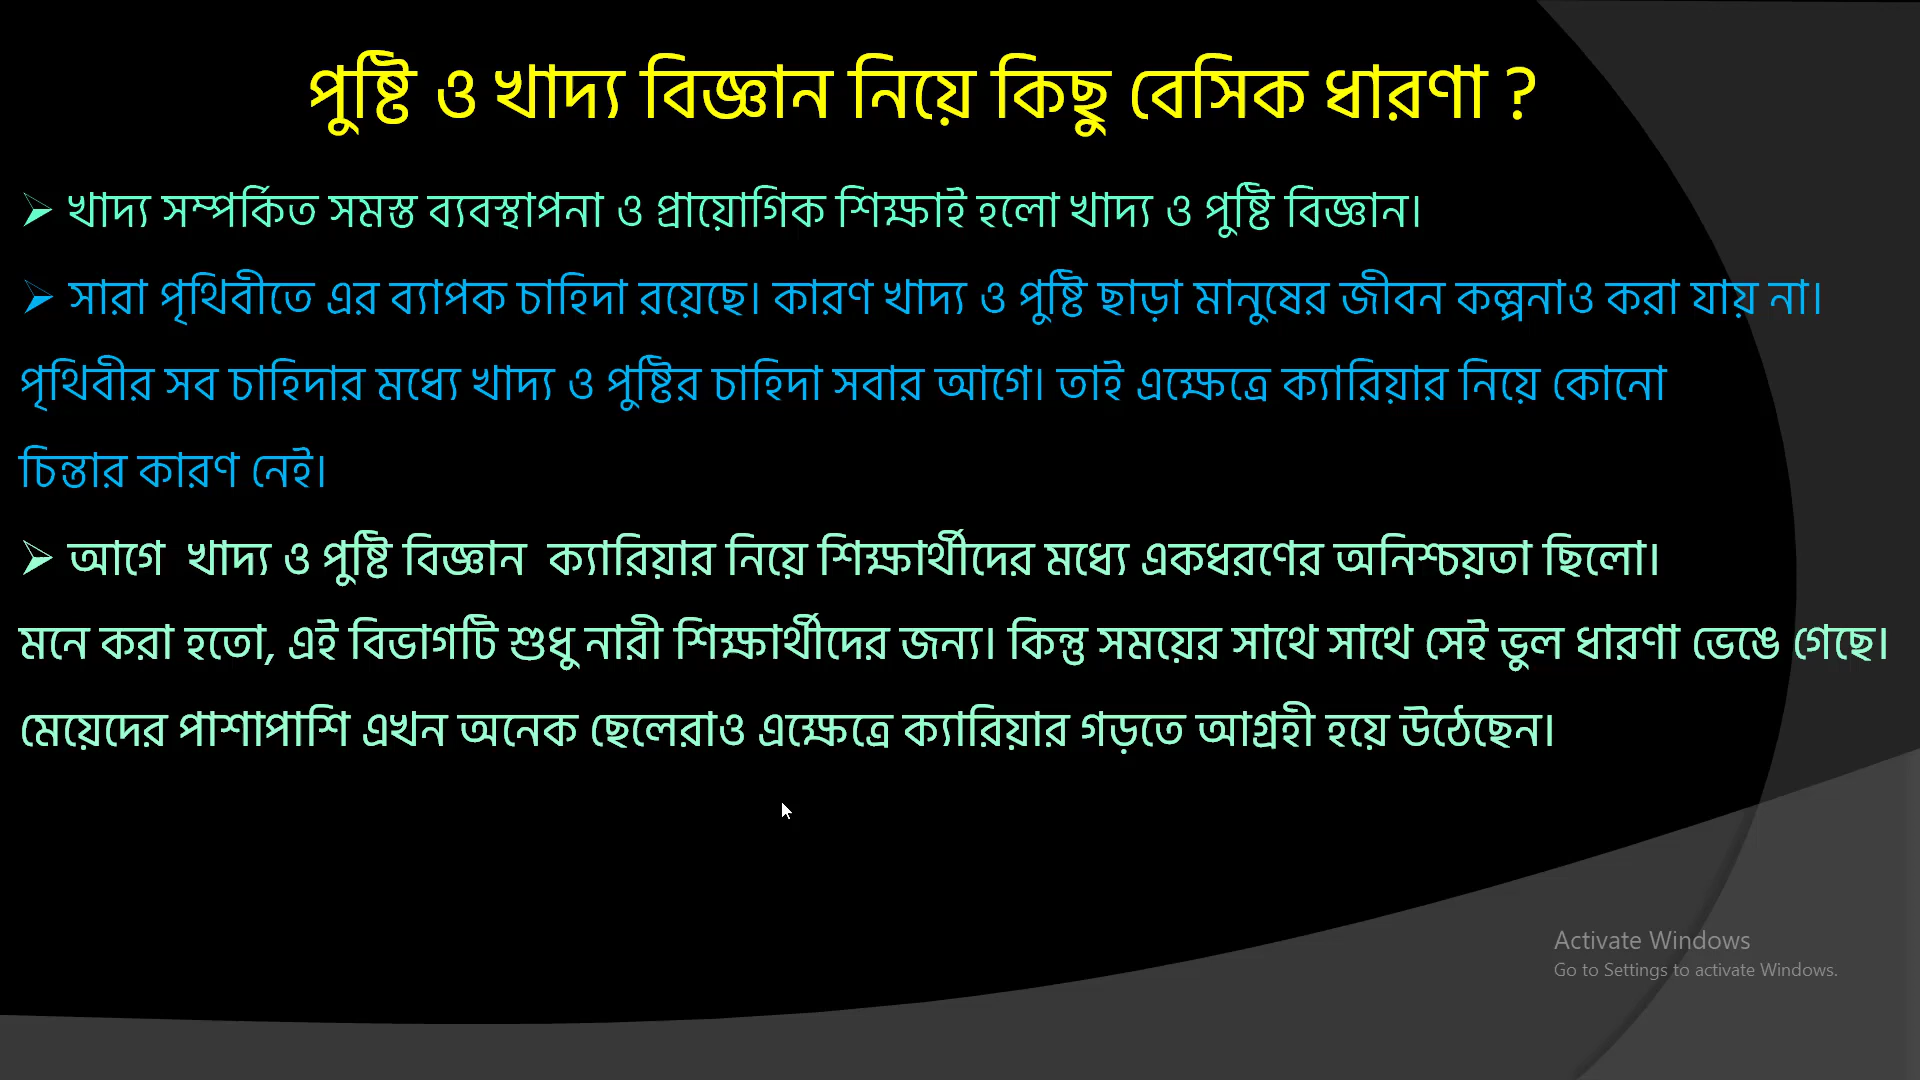 পুষ্টি ও খাদ্য বিজ্ঞান নিয়ে কিছু বেসিক ধারণা ?
➢ খাদ্য সম্পর্কিত সমস্ত ব্যবস্থাপনা ও প্রায়োগিক শিক্ষাই হলো খাদ্য ও পুষ্টি বিজ্ঞান।
➢ সারা পৃথিবীতে এর ব্যাপক চাহিদা রয়েছে। কারণ খাদ্য ও পুষ্টি ছাড়া মানুষের জীবন কল্পনাও করা যায় না।
পৃথিবীর সব চাহিদার মধ্যে খাদ্য ও পুষ্টির চাহিদা সবার আগে। তাই এক্ষেত্রে ক্যারিয়ার নিয়ে কোনো
চিন্তার কারণ নেই।
➢ আগে খাদ্য ও পুষ্টি বিজ্ঞান ক্যারিয়ার নিয়ে শিক্ষার্থীদের মধ্যে একধরণের অনিশ্চয়তা ছিলো।
মনে করা হতো, এই বিভাগটি শুধু নারী শিক্ষার্থীদের জন্য। কিন্তু সময়ের সাথে সাথে সেই ভুল ধারণা ভেঙে গেছে।
মেয়েদের পাশাপাশি এখন অনেক ছেলেরাও এক্ষেত্রে ক্যারিয়ার গড়তে আগ্রহী হয়ে উঠেছেন।
Activate Windows
Go to Settings to activate Windows.